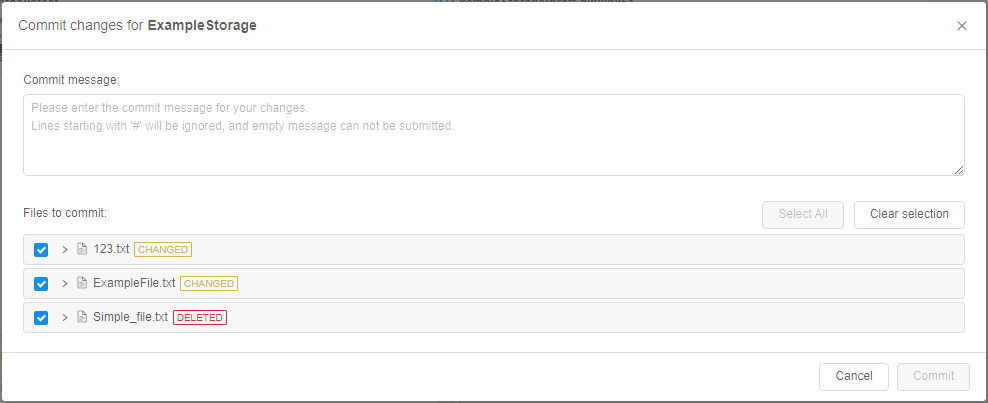 Commit changes for ExampleStorage
Commit message:
Please enter the commit message for your changes.
Lines starting with '#' will be ignored, and empty message can not be submitted.
Files to commit:
Select All
Clear selection
123.txt CHANGED
ExampleFile.txt CHANGED
Simple_file.txt DELETED
Cancel
Commit